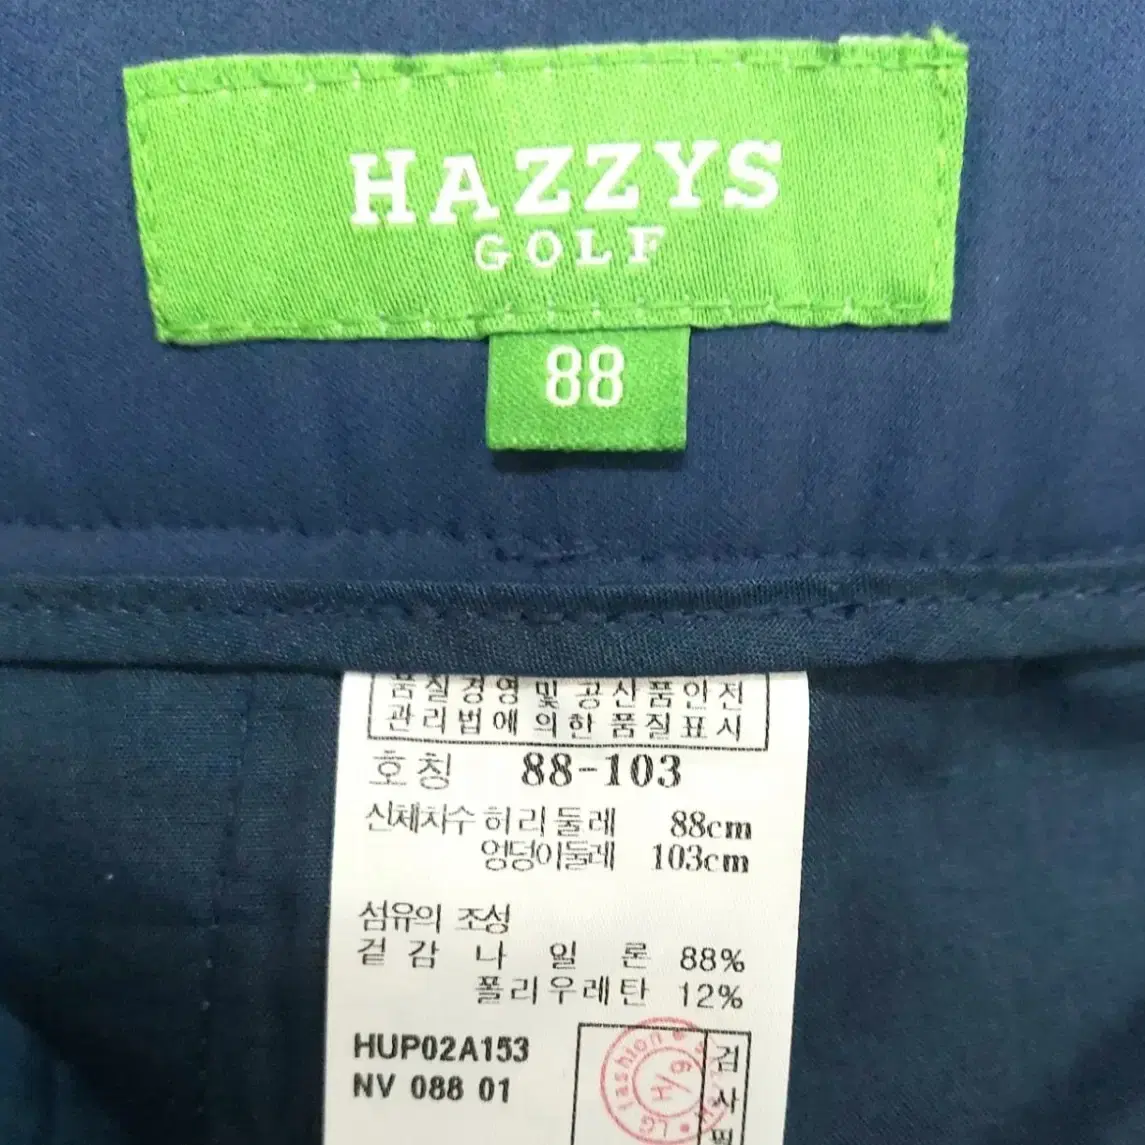 HAZZYS
GOLF
88
품질경영 및 공산품안전
관리법에 의한 품질표시
호칭 88-103
신체차수 허리둘레 88cm
엉덩이둘레 103cm
섬유의 조성
겉감 나일론 88%
폴리우레탄 12%
HUP02A153
NV 088 01
LG fashion
검
사